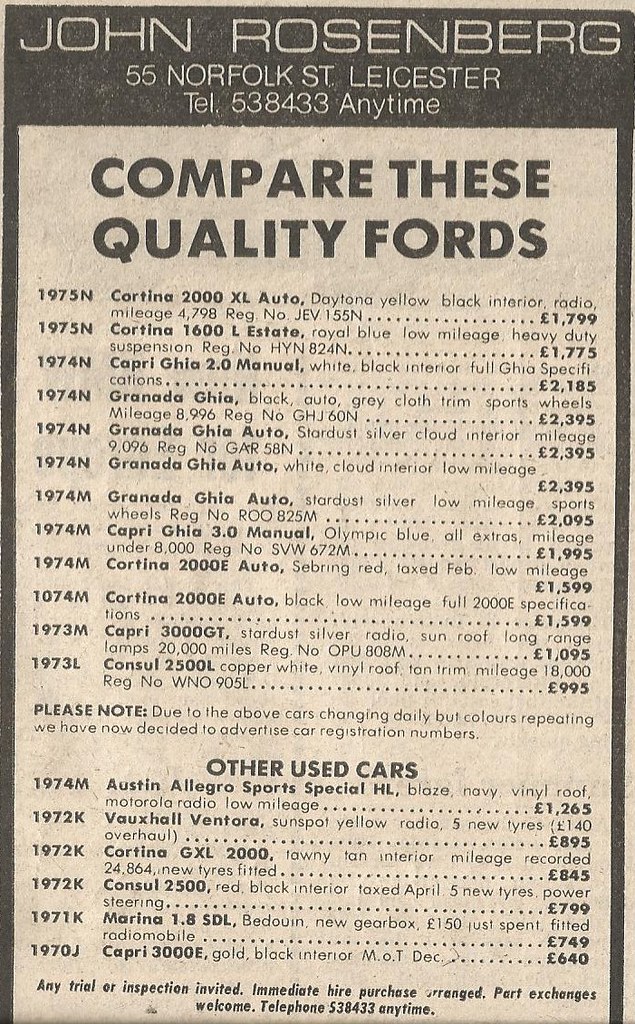 JOHN ROSENBERG
55 NORFOLK ST. LEICESTER
Tel. 538433 Anytime
COMPARE THESE
QUALITY FORDS
1975N Cortina 2000 XL Auto, Daytona yellow black interior, radio,
mileage 4,798 Reg. No. JEV 155N ................. £1,799
1975N Cortina 1600 L Estate, royal blue low mileage heavy duty
suspension Reg. No HYN 824N................... £1,775
1974N Capri Ghia 2.0 Manual, white, black interior full Ghia Specifi
cations..................................... £2,185
1974N Granada Ghia, black, auto, grey cloth trim sports wheels
Mileage 8,996 Reg No GHJ 60N ................. £2,395
1974N Granada Ghia Auto, Stardust silver cloud interior mileage
9,096 Reg No GAR 58N ........................ £2,395
1974N Granada Ghia Auto, white, cloud interior low mileage
£2,395
1974M Granada Ghia Auto, stardust silver low mileage sports
wheels Reg No ROO 825M ..................... £2,095
1974M Capri Ghia 3.0 Manual, Olympic blue, all extras, mileage
under 8,000 Reg No SVW 672M.................. £1,995
1974M Cortina 2000E Auto, Sebring red, taxed Feb. low mileage
£1,599
1074M Cortina 2000E Auto, black low mileage full 2000E specifica-
tions ...................................... £1,599
1973M Capri 3000GT, stardust silver radio, sun roof, long range
lamps 20,000 miles Reg. No OPU 808M............ £1,095
1973L Consul 2500L copper white, vinyl roof, tan trim mileage 18,000
Reg No WNO 905L............................. £995
PLEASE NOTE: Due to the above cars changing daily but colours repeating
we have now decided to advertise car registration numbers.
OTHER USED CARS
1974M Austin Allegro Sports Special HL, blaze, navy, vinyl roof,
motorola radio low mileage..................... £1,265
1972K Vauxhall Ventora, sunspot yellow radio, 5 new tyres (£140
overhaul) .................................. £895
1972K Cortina GXL 2000, tawny tan interior mileage recorded
24,864, new tyres fitted........................ £845
1972K Consul 2500, red, black interior taxed April, 5 new tyres, power
steering.................................... £799
1971K Marina 1.8 SDL, Bedouin, new gearbox, £150 just spent, fitted
radiomobile ................................. £749
1970J Capri 3000E, gold, black interior M.o.T Dec............ £640
Any trial or inspection invited. Immediate hire purchase arranged. Part exchanges
welcome. Telephone 538433 anytime.